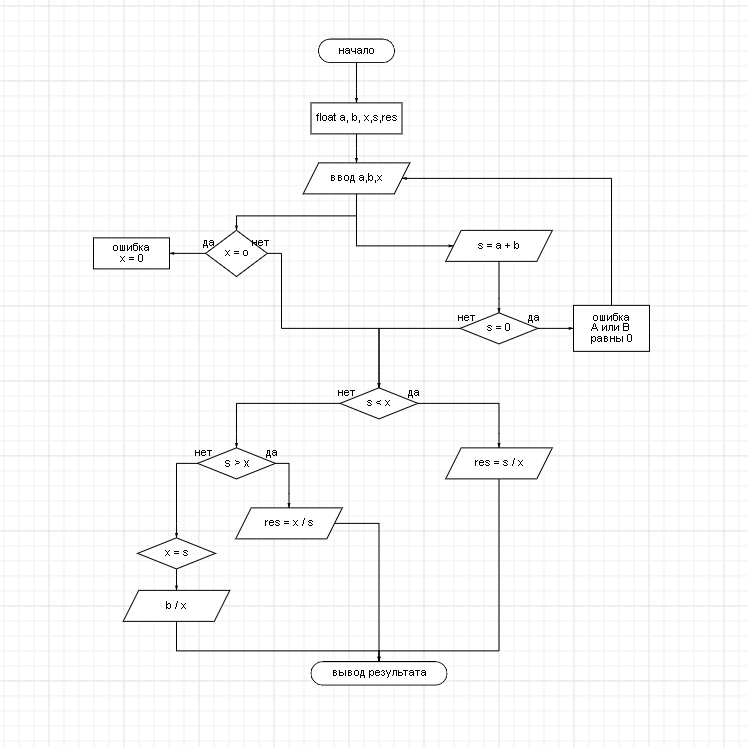 начало
float a, b, x,s,res
ввод a,b,x
да
нет
s = a + b
ошибка
x = 0
x = o
нет
да
ошибка
А или В
равны 0
s = 0
нет
да
s < x
нет
да
s > x
res = s / x
res = x / s
x = s
b / x
вывод результата